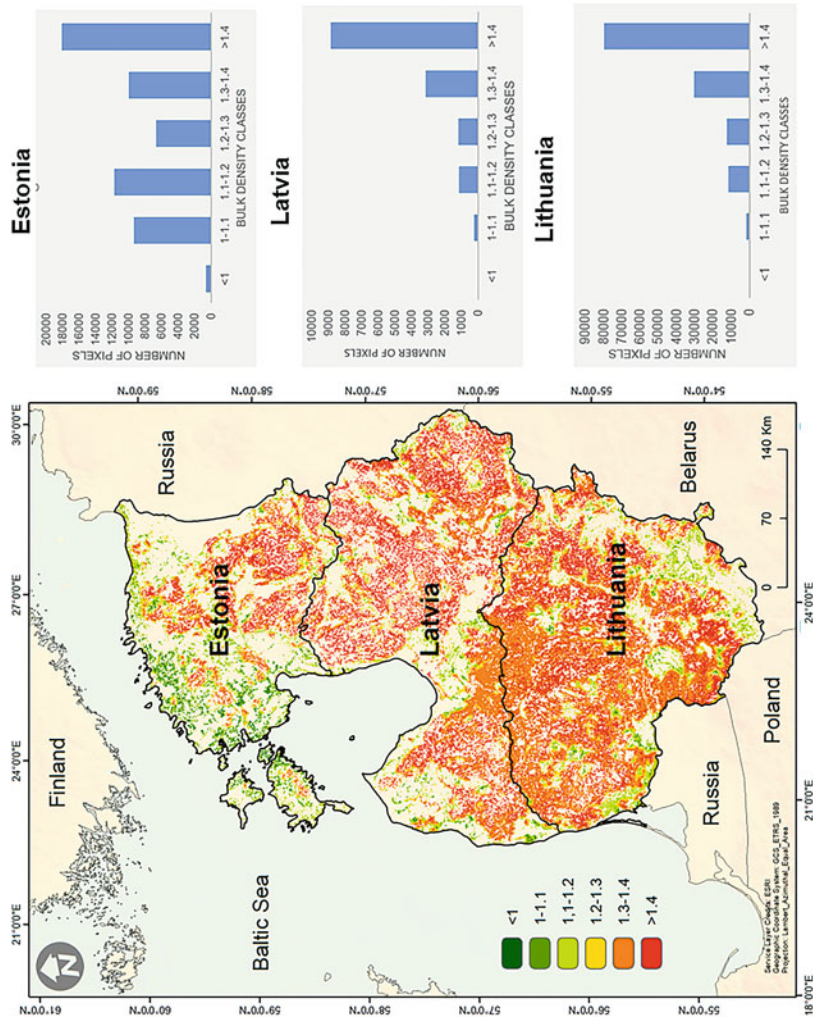 21°0'0"E
24°0'0"E
27°0'0"E
30°0'0"E
61°0'0"N
60°0'0"N
59°0'0"N
58°0'0"N
57°0'0"N
56°0'0"N
55°0'0"N
N
Finland
Russia
Baltic Sea
Estonia
Latvia
Lithuania
Belarus
Russia
Poland
<1
1-1.1
1.1-1.2
1.2-1.3
1.3-1.4
>1.4
0 70 140 Km
Service Layer Credits: ESRI
Geographic Coordinate System: GCS_ETRS_1989
Projection: Lambert_Azimuthal_Equal_Area
59°0'0"N
58°0'0"N
57°0'0"N
56°0'0"N
55°0'0"N
54°0'0"N
18°0'0"E
21°0'0"E
24°0'0"E
Estonia
NUMBER OF PIXELS
20000
18000
16000
14000
12000
10000
8000
6000
4000
2000
0
<1 1-1.1 1.1-1.2 1.2-1.3 1.3-1.4 >1.4
BULK DENSITY CLASSES
Latvia
NUMBER OF PIXELS
10000
9000
8000
7000
6000
5000
4000
3000
2000
1000
0
<1 1-1.1 1.1-1.2 1.2-1.3 1.3-1.4 >1.4
BULK DENSITY CLASSES
Lithuania
NUMBER OF PIXELS
90000
80000
70000
60000
50000
40000
30000
20000
10000
0
<1 1-1.1 1.1-1.2 1.2-1.3 1.3-1.4 >1.4
BULK DENSITY CLASSES